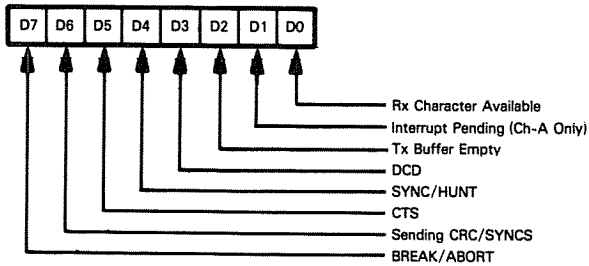 D7 D6 D5 D4 D3 D2 D1 D0
Rx Character Available
Interrupt Pending (Ch-A Only)
Tx Buffer Empty
DCD
SYNC/HUNT
CTS
Sending CRC/SYNCS
BREAK/ABORT